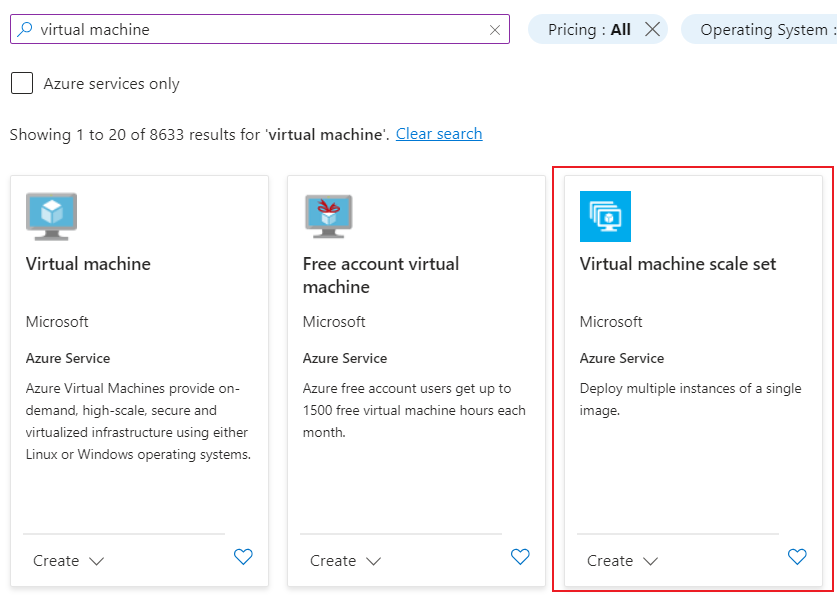 virtual machine
Pricing : All
Operating System :
Azure services only
Showing 1 to 20 of 8633 results for 'virtual machine'. Clear search
Virtual machine
Microsoft
Azure Service
Azure Virtual Machines provide on-
demand, high-scale, secure and
virtualized infrastructure using either
Linux or Windows operating systems.
Create
Free account virtual
machine
Microsoft
Azure Service
Azure free account users get up to
1500 free virtual machine hours each
month.
Create
Virtual machine scale set
Microsoft
Azure Service
Deploy multiple instances of a single
image.
Create